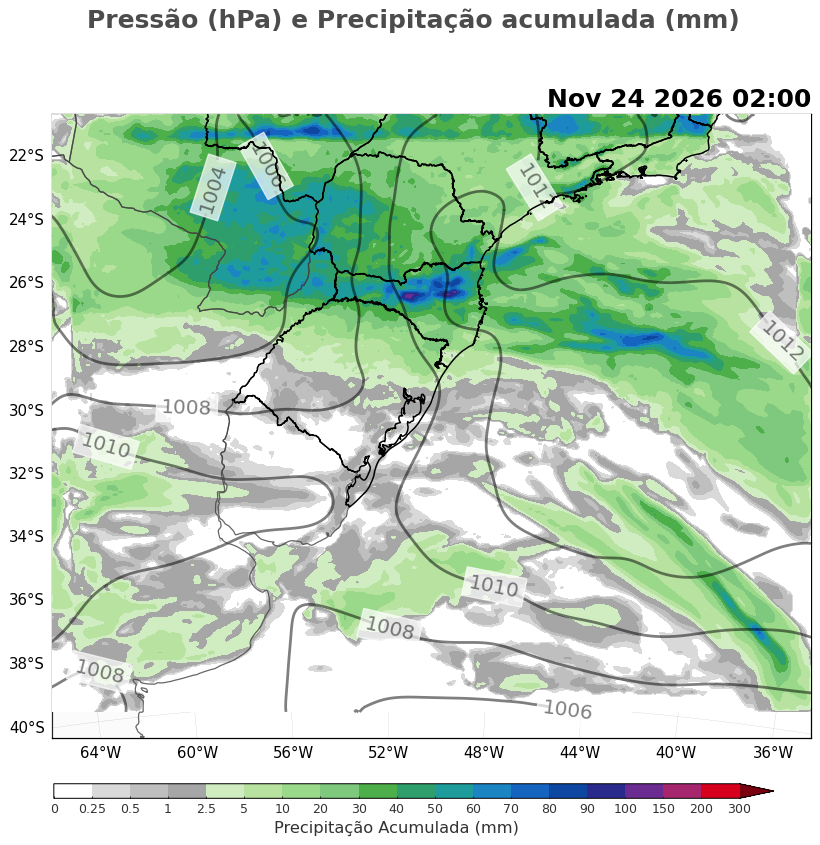 Pressão (hPa) e Precipitação acumulada (mm)
Nov 24 2026 02:00
22°S
24°S
26°S
28°S
30°S
32°S
34°S
36°S
38°S
40°S
1004
1006
1012
1008
1010
1010
1008
1008
1006
64°W 60°W 56°W 52°W 48°W 44°W 40°W 36°W
0 0.25 0.5 1 2.5 5 10 20 30 40 50 60 70 80 90 100 150 200 300
Precipitação Acumulada (mm)